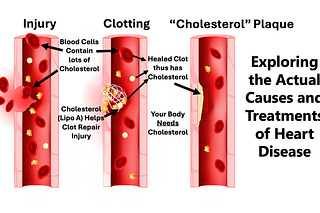 Injury
Clotting
“Cholesterol” Plaque
Blood Cells
Contain
lots of
Cholesterol
Cholesterol
(Lipo A) Helps
Clot Repair
Injury
Healed Clot
thus has
Cholesterol
Your Body
Needs
Cholesterol
Exploring
the Actual
Causes and
Treatments
of Heart
Disease